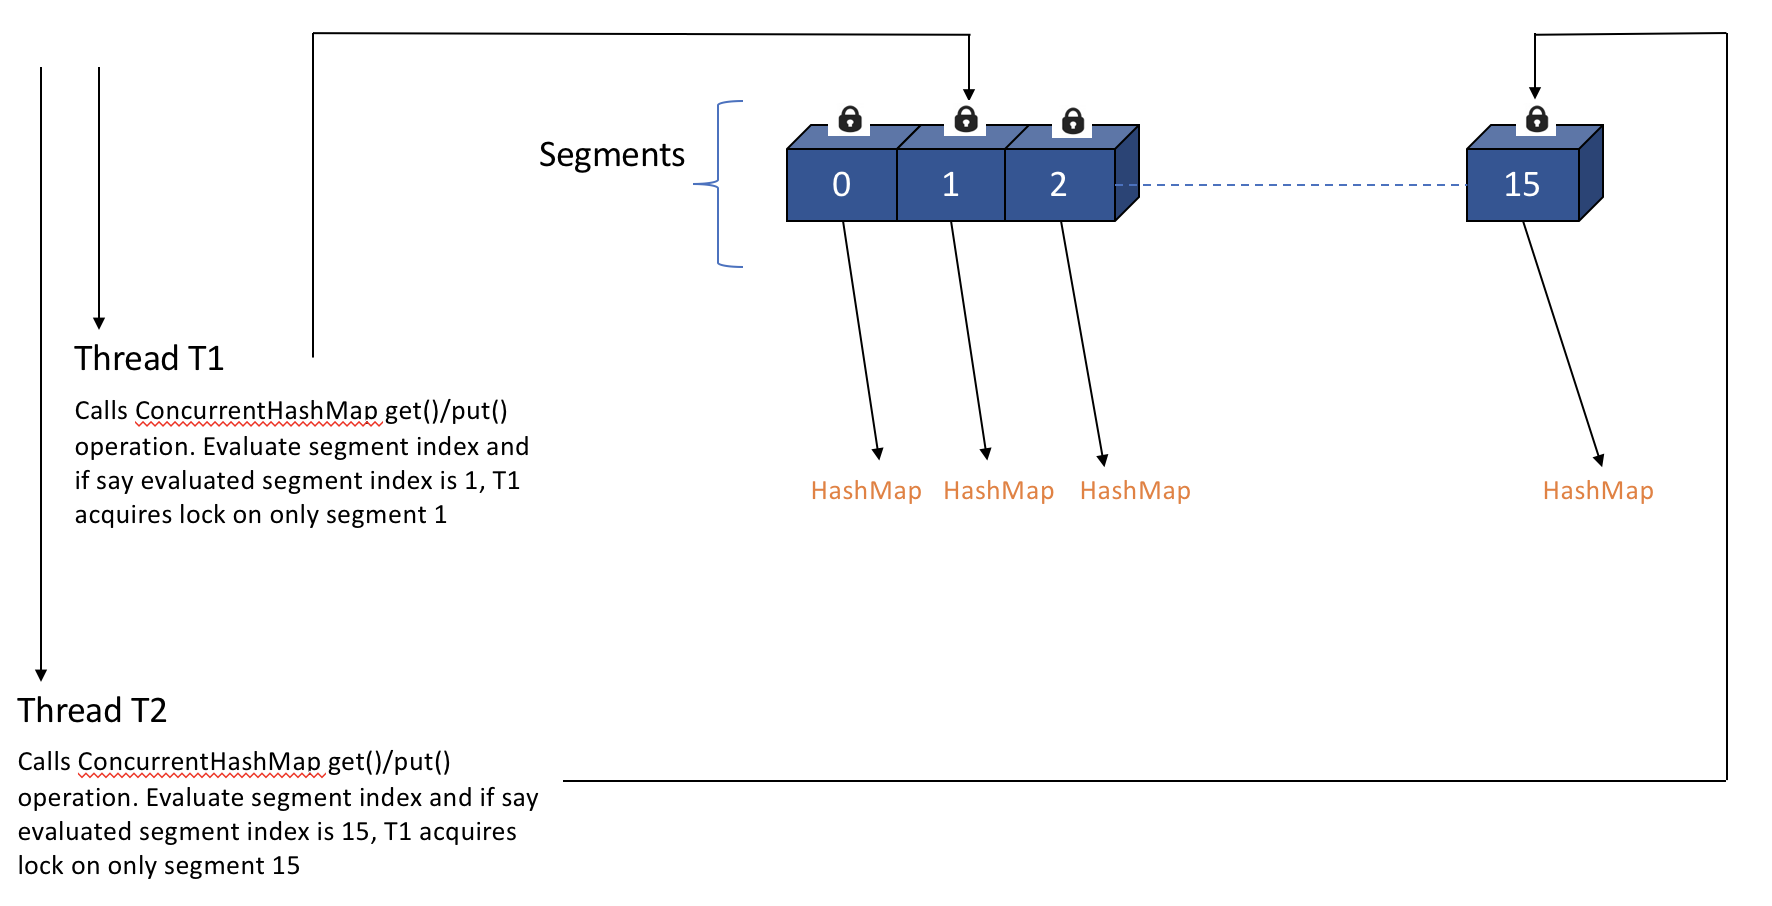 Segments
0 1 2 15
Thread T1
Calls ConcurrentHashMap get()/put()
operation. Evaluate segment index and
if say evaluated segment index is 1, T1
acquires lock on only segment 1
HashMap HashMap HashMap HashMap
Thread T2
Calls ConcurrentHashMap get()/put()
operation. Evaluate segment index and if say
evaluated segment index is 15, T1 acquires
lock on only segment 15